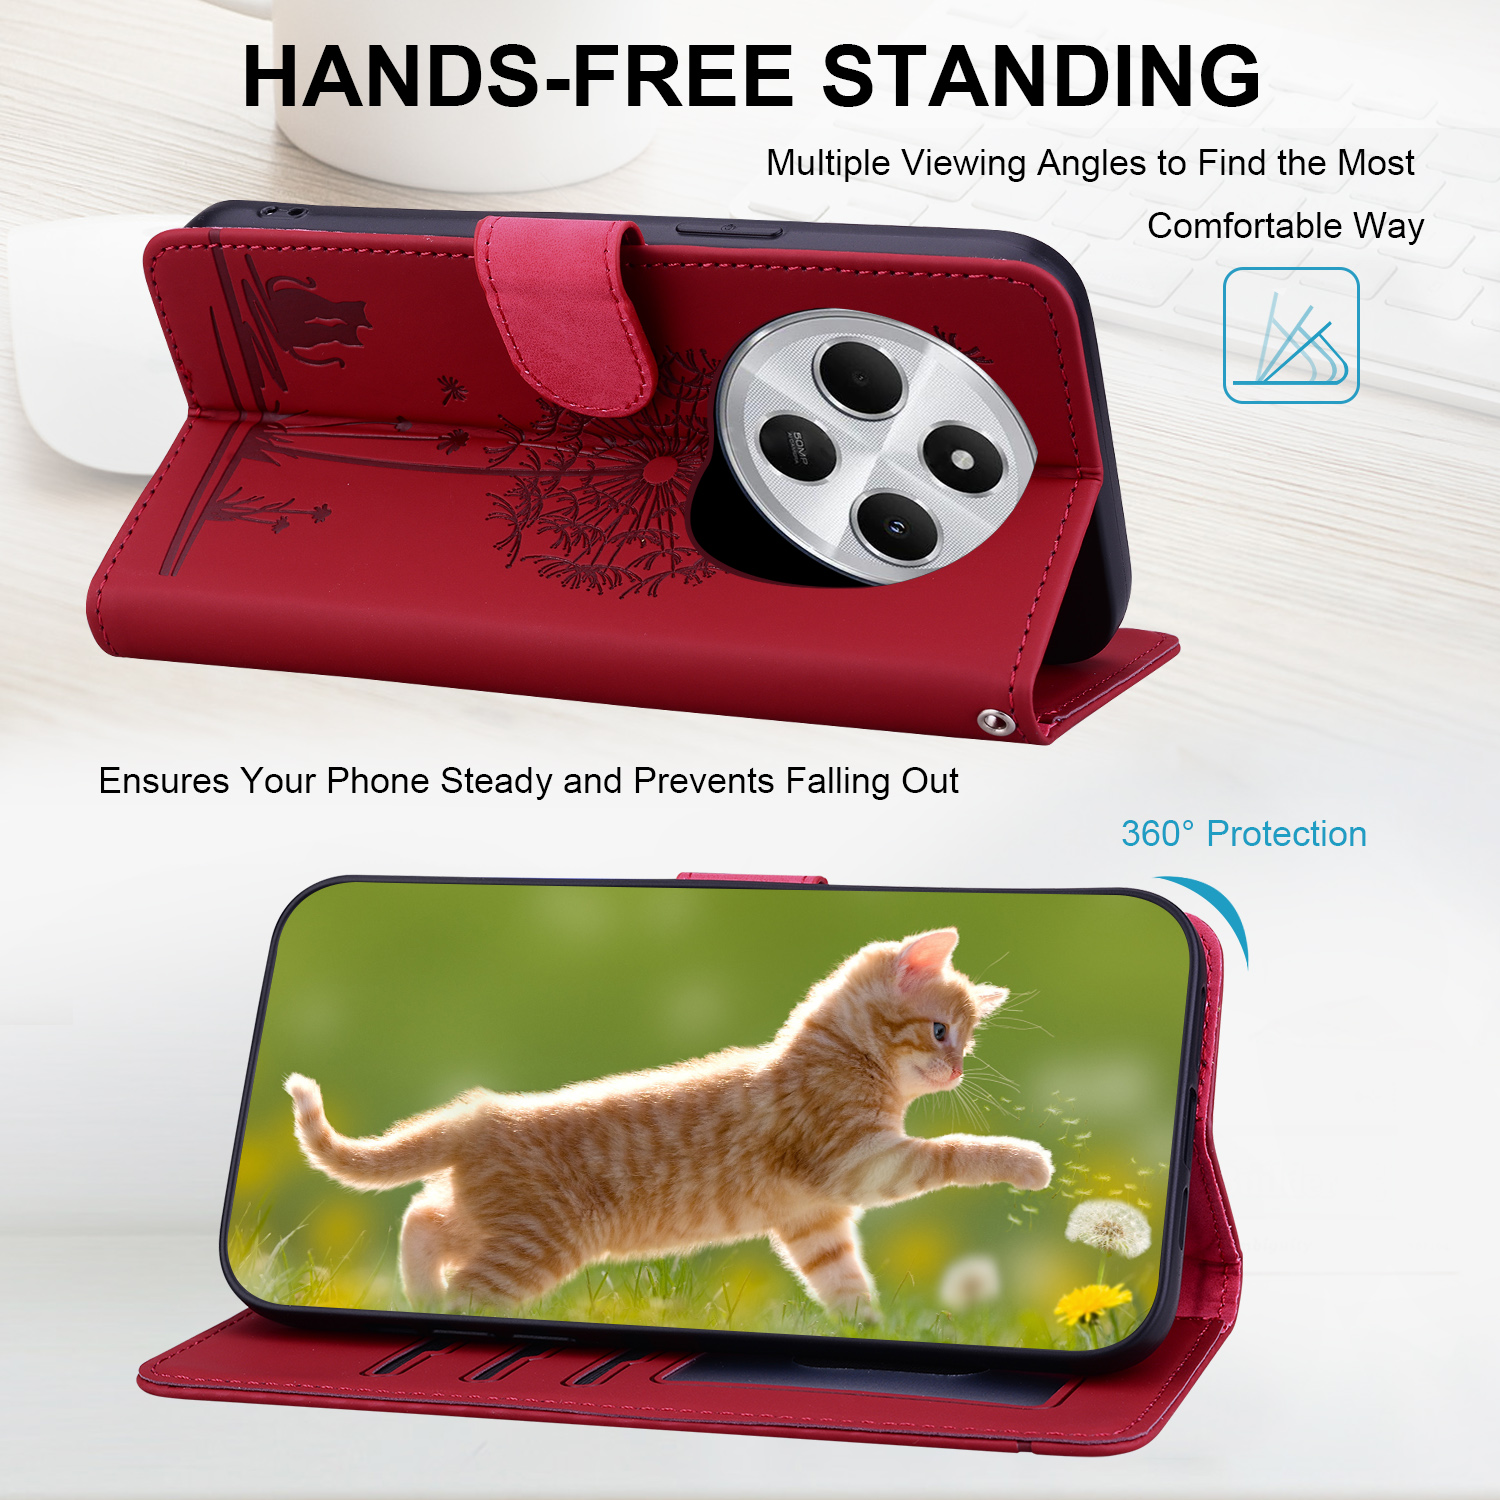 HANDS-FREE STANDING
Multiple Viewing Angles to Find the Most
Comfortable Way
50MP
Ensures Your Phone Steady and Prevents Falling Out
360° Protection